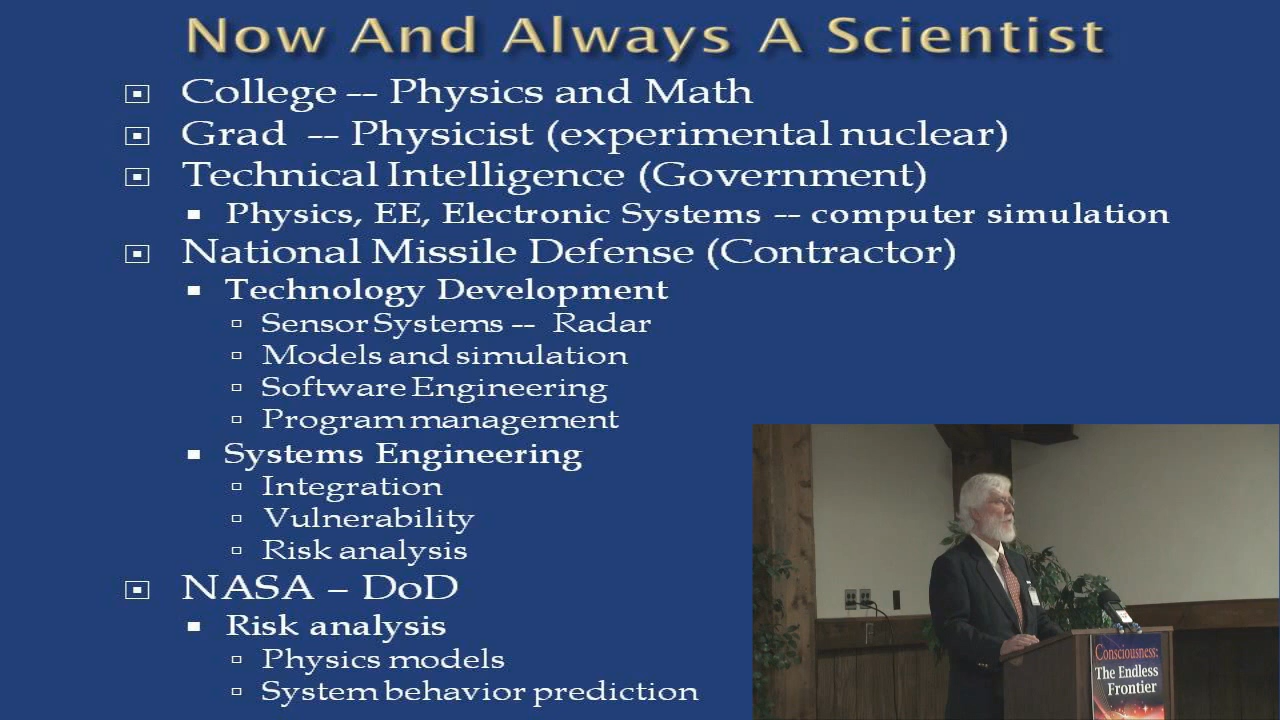 Now And Always A Scientist
College -- Physics and Math
Grad -- Physicist (experimental nuclear)
Technical Intelligence (Government)
Physics, EE, Electronic Systems -- computer simulation
National Missile Defense (Contractor)
Technology Development
Sensor Systems -- Radar
Models and simulation
Software Engineering
Program management
Systems Engineering
Integration
Vulnerability
Risk analysis
NASA – DoD
Risk analysis
Physics models
System behavior prediction
Consciousness:
The Endless
Frontier